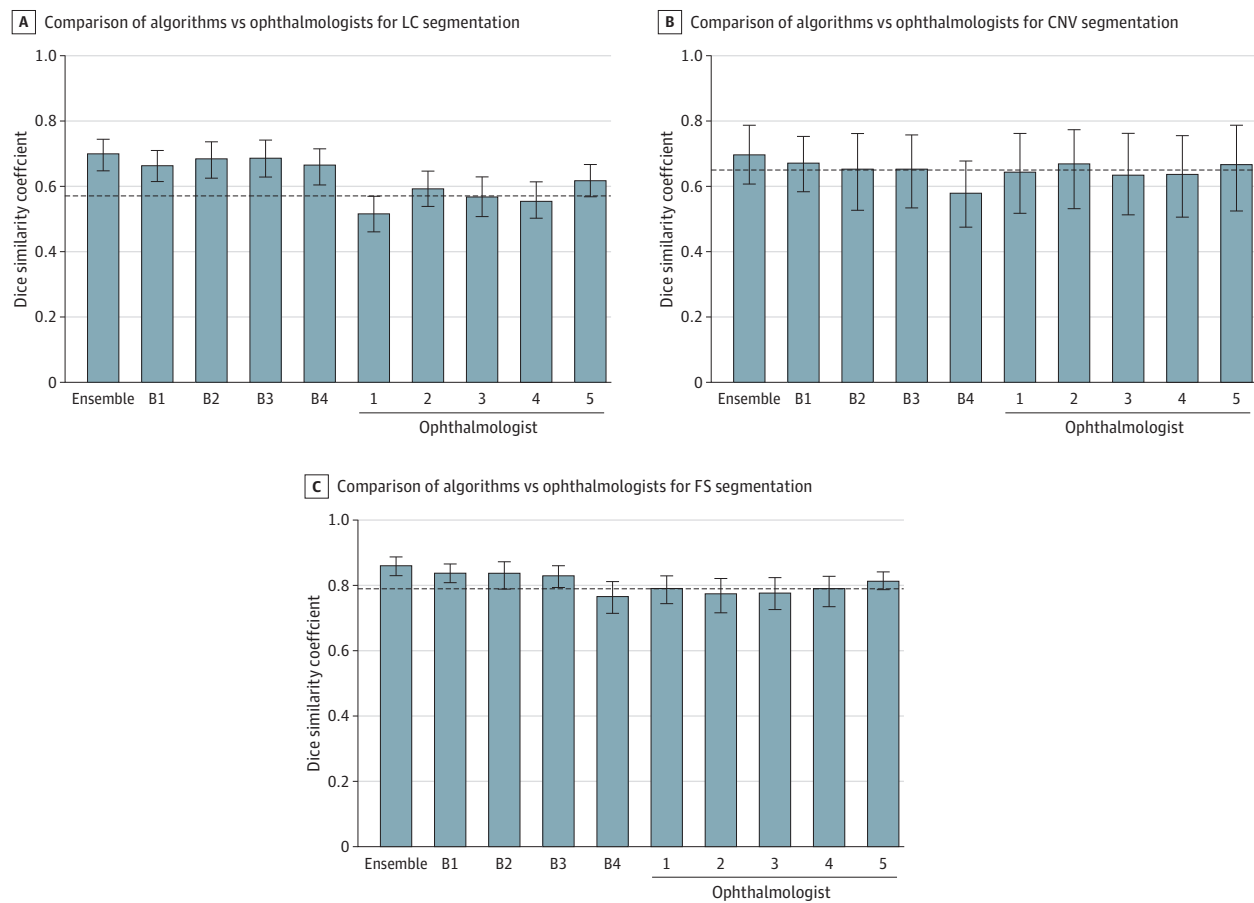 A Comparison of algorithms vs ophthalmologists for LC segmentation
1.0
0.8
0.6
0.4
0.2
0
Dice similarity coeffcient
Ensemble B1 B2 B3 B4 1 2 3 4 5
Ophthalmologist
B Comparison of algorithms vs ophthalmologists for CNV segmentation
1.0
0.8
0.6
0.4
0.2
0
Dice similarity coeffcient
Ensemble B1 B2 B3 B4 1 2 3 4 5
Ophthalmologist
C Comparison of algorithms vs ophthalmologists for FS segmentation
1.0
0.8
0.6
0.4
0.2
0
Dice similarity coeffcient
Ensemble B1 B2 B3 B4 1 2 3 4 5
Ophthalmologist